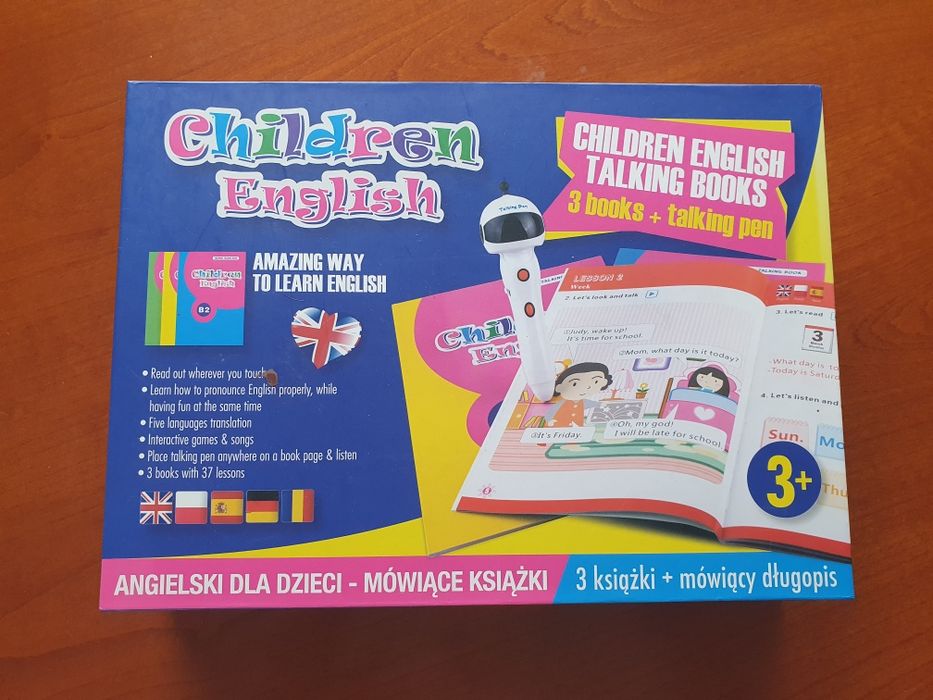 Children
English
CHILDREN ENGLISH
TALKING BOOKS
3 books + talking pen
Talking Pen
AMAZING WAY
TO LEARN ENGLISH
Children
English
B2
• Read out wherever you touch
• Learn how to pronounce English properly, while
having fun at the same time
• Five languages translation
• Interactive games & songs
• Place talking pen anywhere on a book page & listen
• 3 books with 37 lessons
TALKING BOOK
LESSON 2
Week
2. Let's look and talk
①Judy, wake up!
It's time for school.
②Mom, what day is it today?
③It's Friday.
④Oh, my god!
I will be late for school.
3. Let's read
3
-What day is
-Today is Satur
4. Let's listen and
Sun.
Mo
Thu
3+
ANGIELSKI DLA DZIECI - MÓWIĄCE KSIĄŻKI
3 książki + mówiący długopis